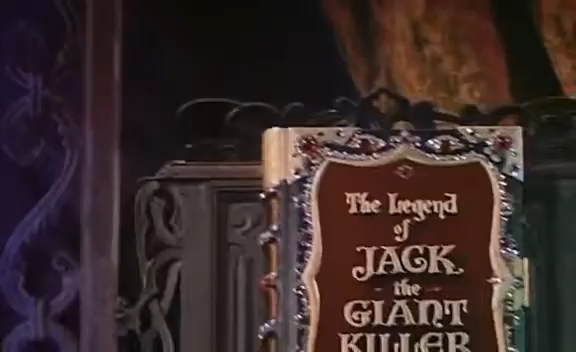 The Legend
of
JACK
the
GIANT
KILLER